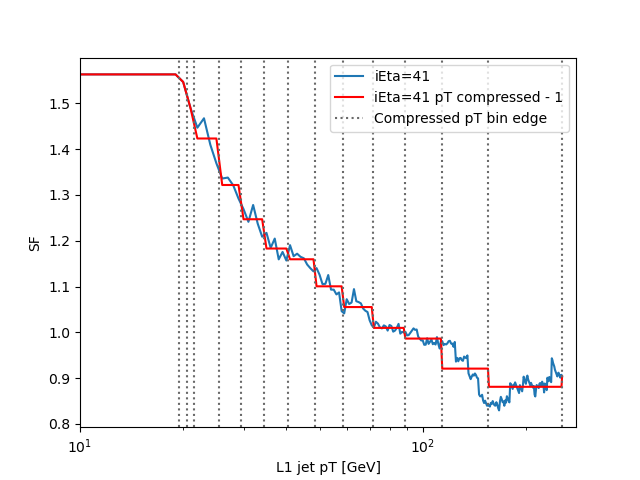 iEta=41
iEta=41 pT compressed - 1
Compressed pT bin edge
SF
1.5
1.4
1.3
1.2
1.1
1.0
0.9
0.8
10¹ 10²
L1 jet pT [GeV]